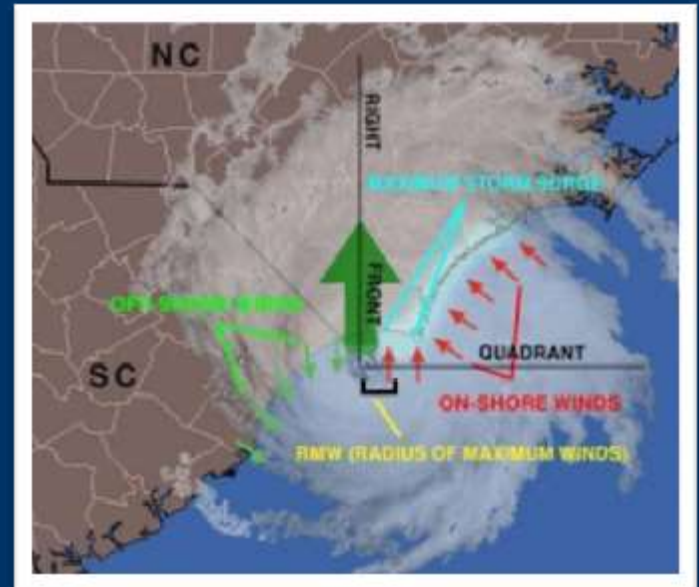 NC
RIGHT
MAXIMUM STORM SURGE
FRONT
OFF-SHORE WINDS
QUADRANT
SC
ON-SHORE WINDS
RMW (RADIUS OF MAXIMUM WINDS)